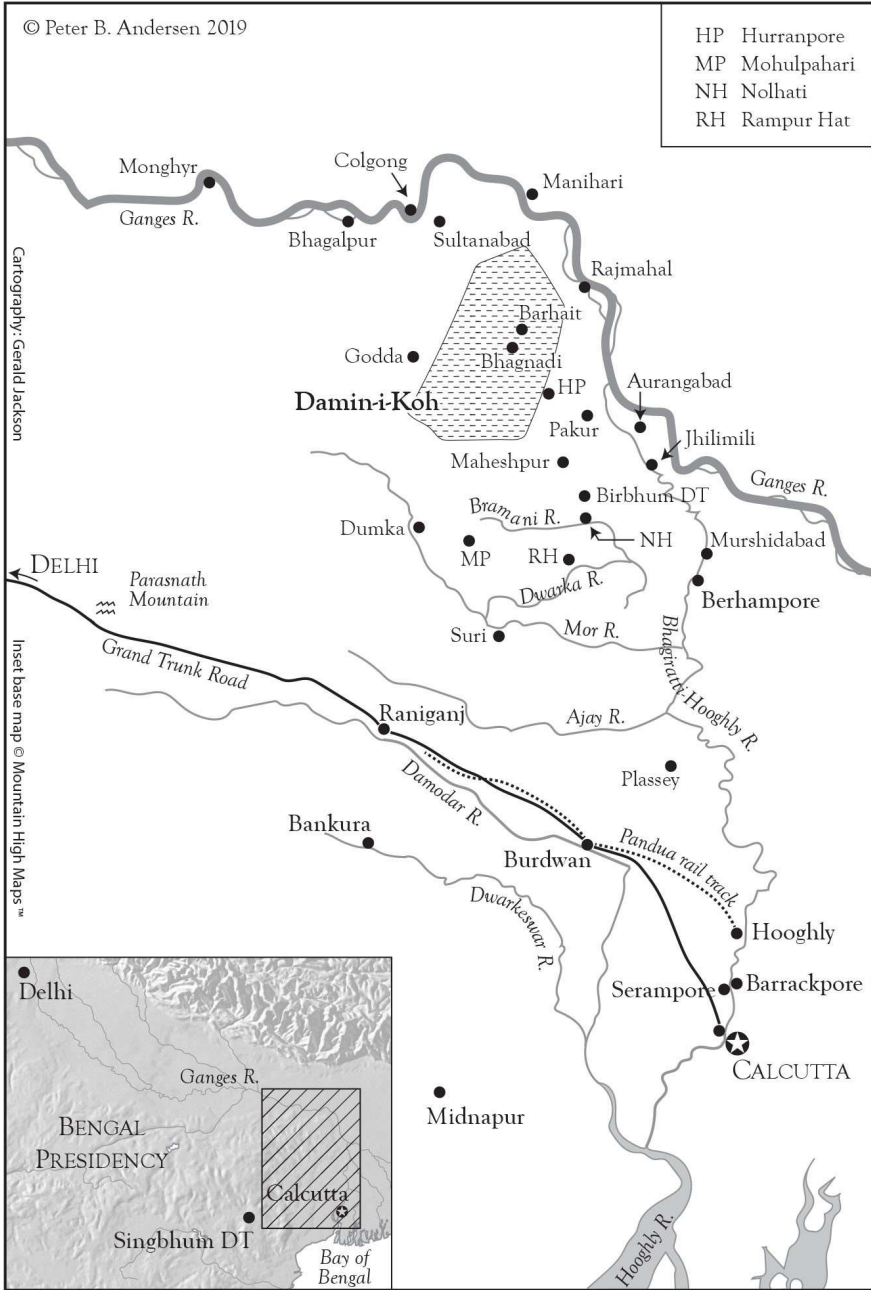 © Peter B. Andersen 2019
HP Hurranpore
MP Mohulpahari
NH Nolhati
RH Rampur Hat
Monghyr
Colgong
Manihari
Ganges R.
Bhagalpur
Sultanabad
Rajmahal
Barhait
Godda
Bhagnadi
Aurangabad
Damin-i-Koh
HP
Pakur
Jhilimili
Maheshpur
Ganges R.
Birbhum DT
Bramani R.
Dumka
MP
RH
NH
Murshidabad
DELHI
Parasnath
Mountain
Dwarka R.
Berhampore
Suri
Mor R.
Grand Trunk Road
Bhagiratti-Hooghly R.
Raniganj
Ajay R.
Plassey
Damodar R.
Bankura
Burdwan
Pandua rail track
Dwarkeswar R.
Hooghly
Serampore
Barrackpore
CALCUTTA
Midnapur
Hooghly R.
Delhi
Ganges R.
BENGAL
PRESIDENCY
Calcutta
Singbhum DT
Bay of
Bengal
Cartography: Gerald Jackson
Inset base map © Mountain High Maps™